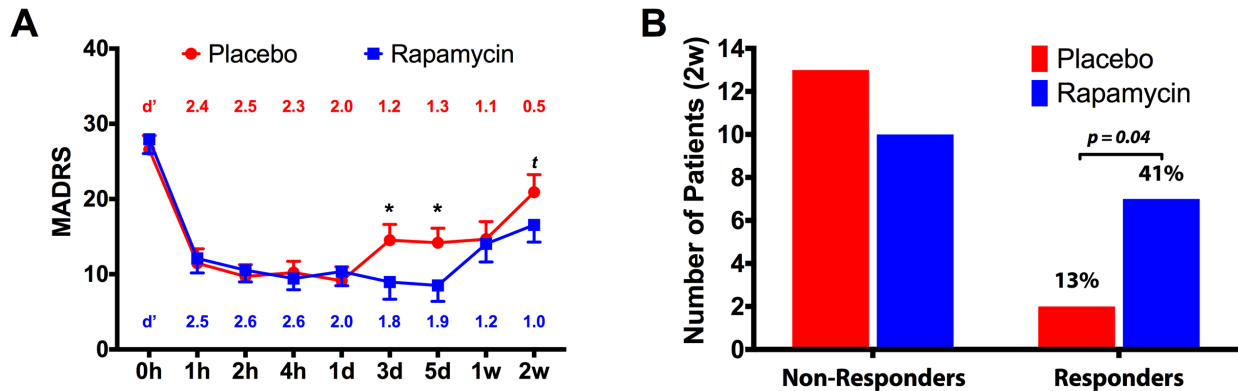 A
Placebo Rapamycin
MADRS
40
30
20
10
0
d' 2.4 2.5 2.3 2.0 1.2 1.3 1.1 0.5
* * t
d' 2.5 2.6 2.6 2.0 1.8 1.9 1.2 1.0
0h 1h 2h 4h 1d 3d 5d 1w 2w
B
Number of Patients (2w)
14
12
10
8
6
4
2
0
Placebo
Rapamycin
p = 0.04
41%
13%
Non-Responders Responders